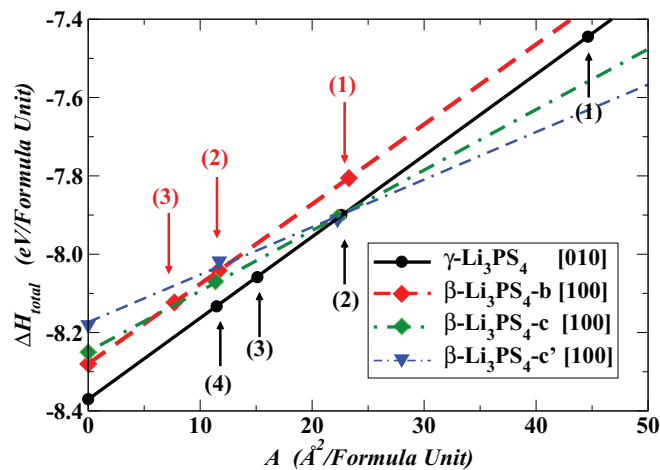 -7.4
-7.6
-7.8
-8.0
-8.2
-8.4
ΔH_total (eV/Formula Unit)
(1)
(2)
(3)
(1)
(2)
(3)
(4)
γ-Li₃PS₄ [010]
β-Li₃PS₄-b [100]
β-Li₃PS₄-c [100]
β-Li₃PS₄-c’ [100]
0 10 20 30 40 50
A (Å²/Formula Unit)